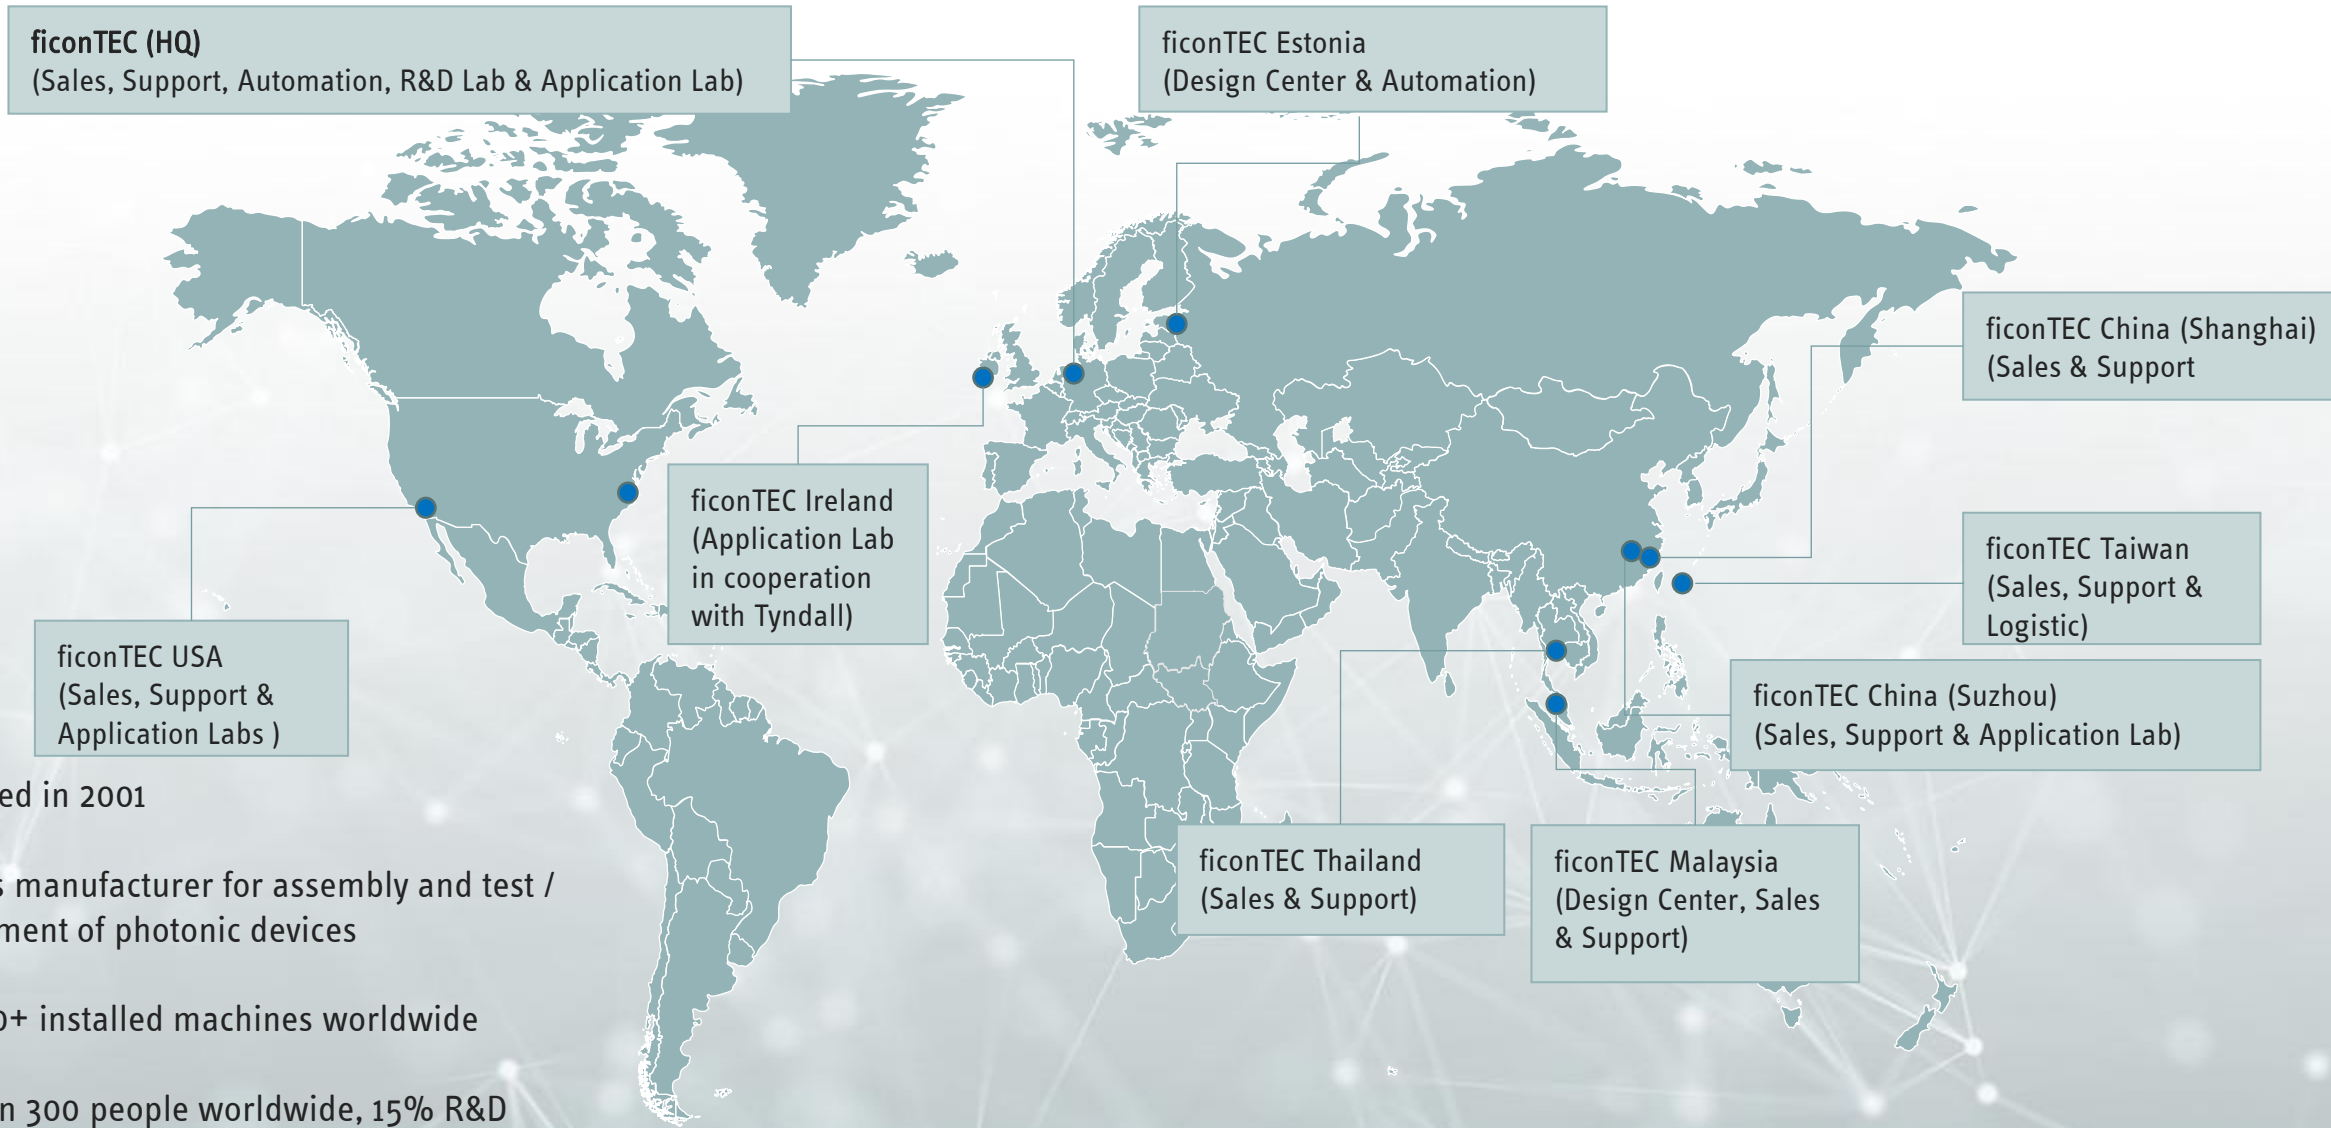 ficonTEC (HQ)
(Sales, Support, Automation, R&D Lab & Application Lab)
ficonTEC Estonia
(Design Center & Automation)
ficonTEC China (Shanghai)
(Sales & Support
ficonTEC Ireland
(Application Lab
in cooperation
with Tyndall)
ficonTEC Taiwan
(Sales, Support &
Logistic)
ficonTEC USA
(Sales, Support &
Application Labs )
ficonTEC China (Suzhou)
(Sales, Support & Application Lab)
ficonTEC Thailand
(Sales & Support)
ficonTEC Malaysia
(Design Center, Sales
& Support)
ed in 2001
s manufacturer for assembly and test /
ment of photonic devices
+ installed machines worldwide
n 300 people worldwide, 15% R&D